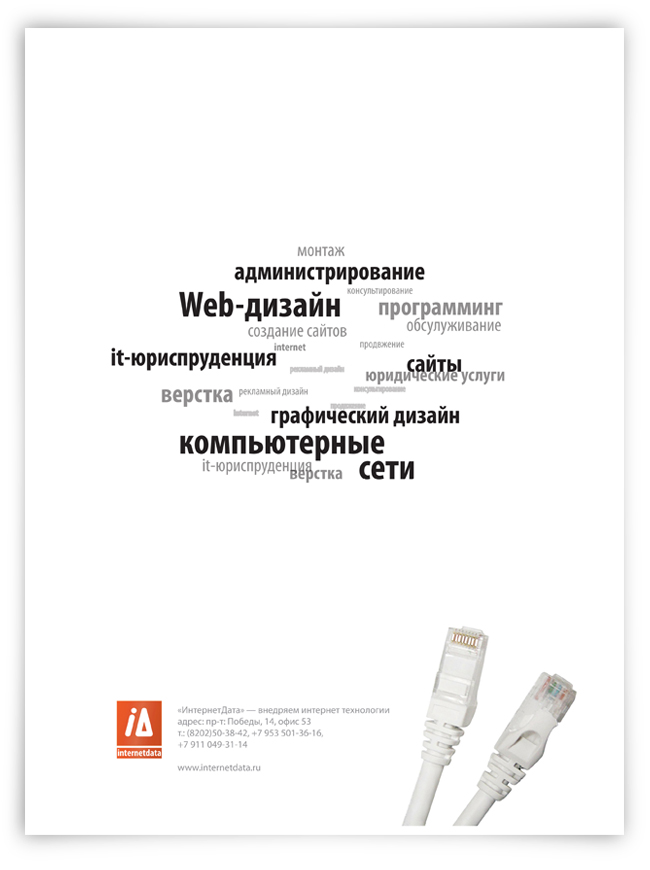 монтаж
администрирование
консультирование
Web-дизайн
программинг
обсулуживание
создание сайтов
internet
продвжение
it-юриспруденция
сайты
рекламный дизайн
юридические услуги
консультирование
верстка
рекламный дизайн
продвжение
internet
графический дизайн
компьютерные
it-юриспруденция
верстка
сети
iД
internetdata
«ИнтернетДата» — внедряем интернет технологии
адрес: пр-т: Победы, 14, офис 53
т.: (8202)50-38-42, +7 953 501-36-16,
+7 911 049-31-14
www.internetdata.ru